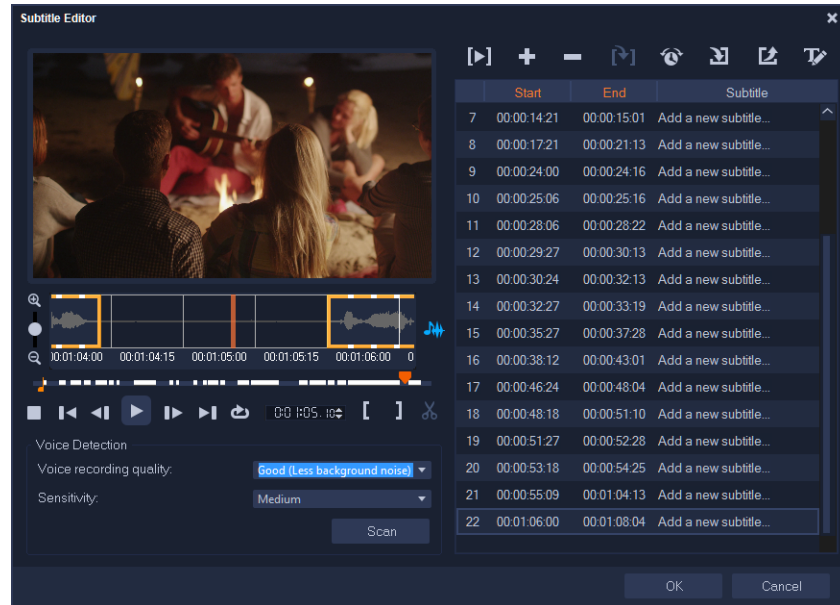 Subtitle Editor
Start End Subtitle
7 00:00:14:21 00:00:15:01 Add a new subtitle...
8 00:00:17:21 00:00:21:13 Add a new subtitle...
9 00:00:24:00 00:00:24:16 Add a new subtitle...
10 00:00:25:06 00:00:25:16 Add a new subtitle...
11 00:00:28:06 00:00:28:22 Add a new subtitle...
12 00:00:29:27 00:00:30:13 Add a new subtitle...
13 00:00:30:24 00:00:32:13 Add a new subtitle...
14 00:00:32:27 00:00:33:19 Add a new subtitle...
15 00:00:35:27 00:00:37:28 Add a new subtitle...
16 00:00:38:12 00:00:43:01 Add a new subtitle...
17 00:00:46:24 00:00:48:04 Add a new subtitle...
18 00:00:48:18 00:00:51:10 Add a new subtitle...
19 00:00:51:27 00:00:52:28 Add a new subtitle...
20 00:00:53:18 00:00:54:25 Add a new subtitle...
21 00:00:55:09 00:01:04:13 Add a new subtitle...
22 00:01:06:00 00:01:08:04 Add a new subtitle...
00:01:04:15 00:01:05:00 00:01:05:15 00:01:06:00 0
0:01:05.10
Voice Detection
Voice recording quality: Good (Less background noise)
Sensitivity: Medium
Scan
OK Cancel